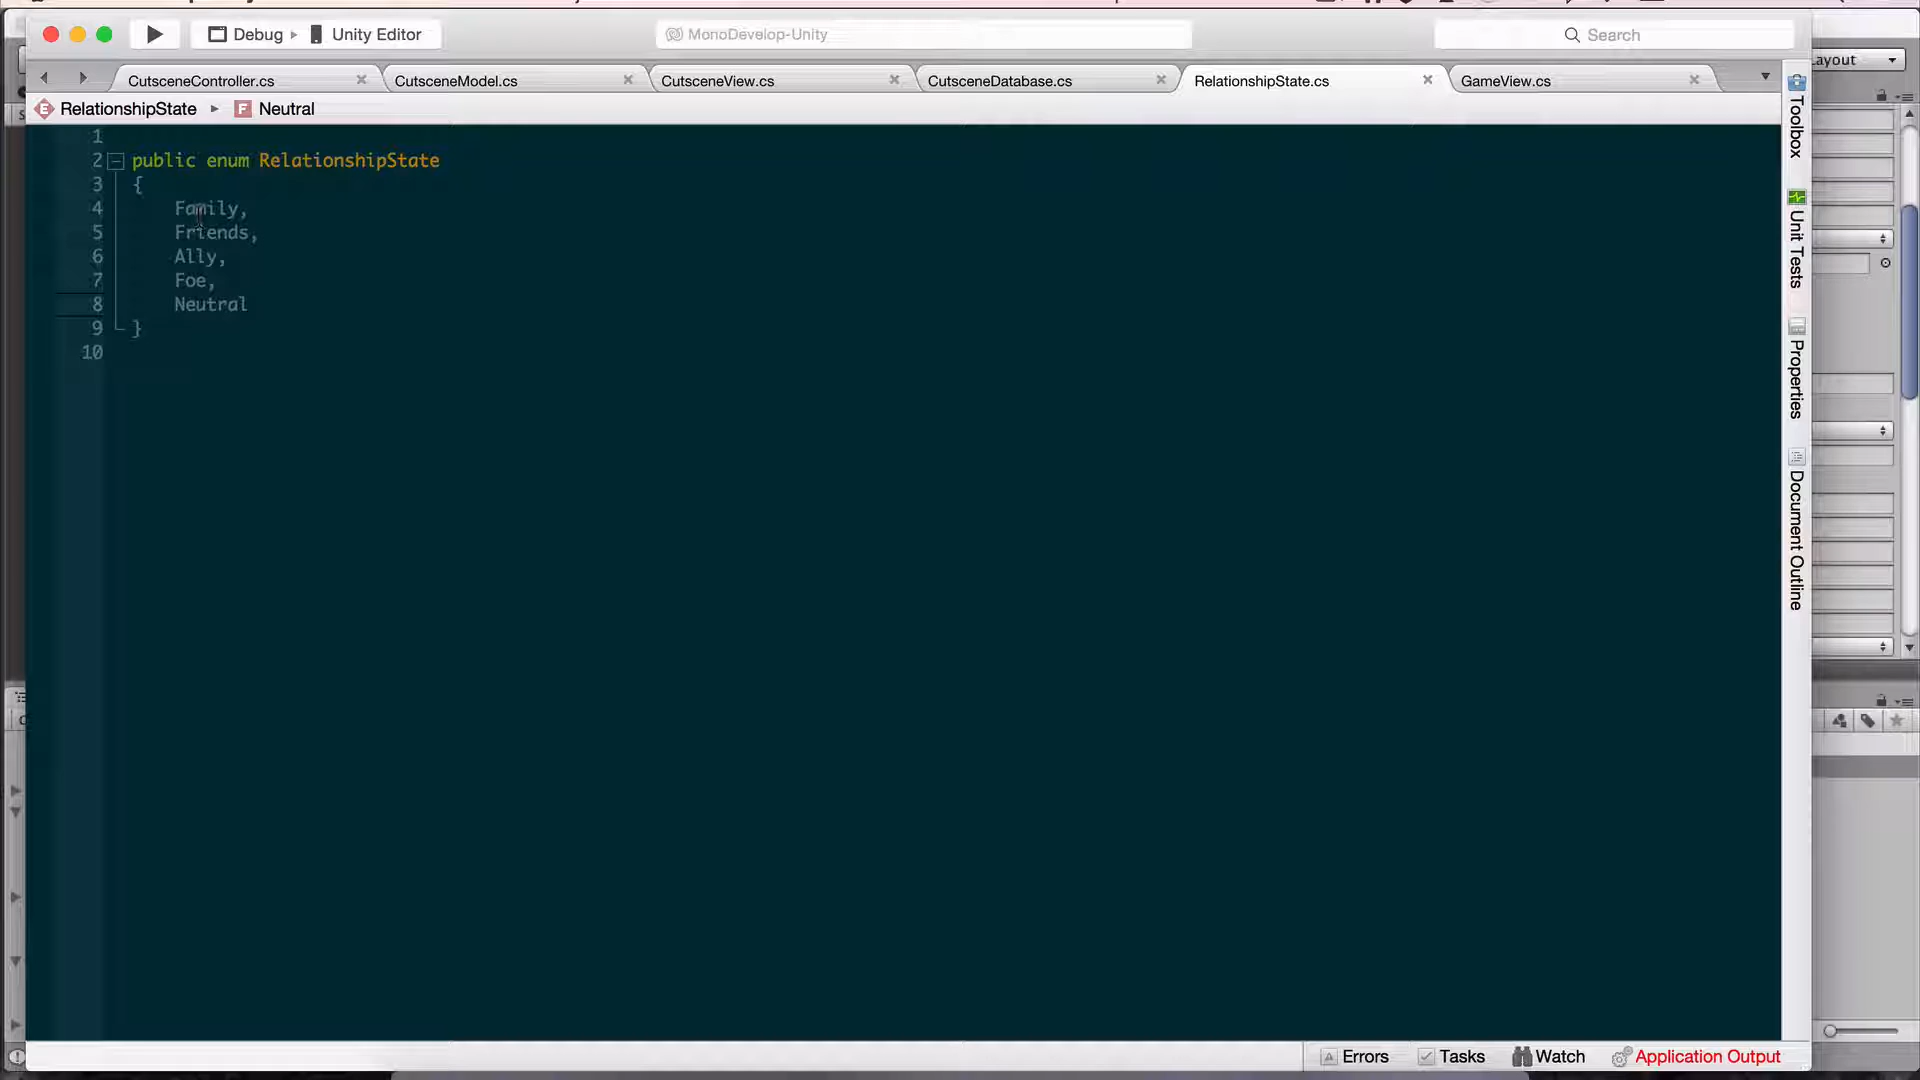 Debug
Unity Editor
MonoDevelop-Unity
Search
CutsceneController.cs
CutsceneModel.cs
CutsceneView.cs
CutsceneDatabase.cs
RelationshipState.cs
GameView.cs
RelationshipState
Neutral
1
2 public enum RelationshipState
3 {
4 Family,
5 Friends,
6 Ally,
7 Foe,
8 Neutral
9 }
10
Toolbox
Unit Tests
Properties
Document Outline
Errors
Tasks
Watch
Application Output